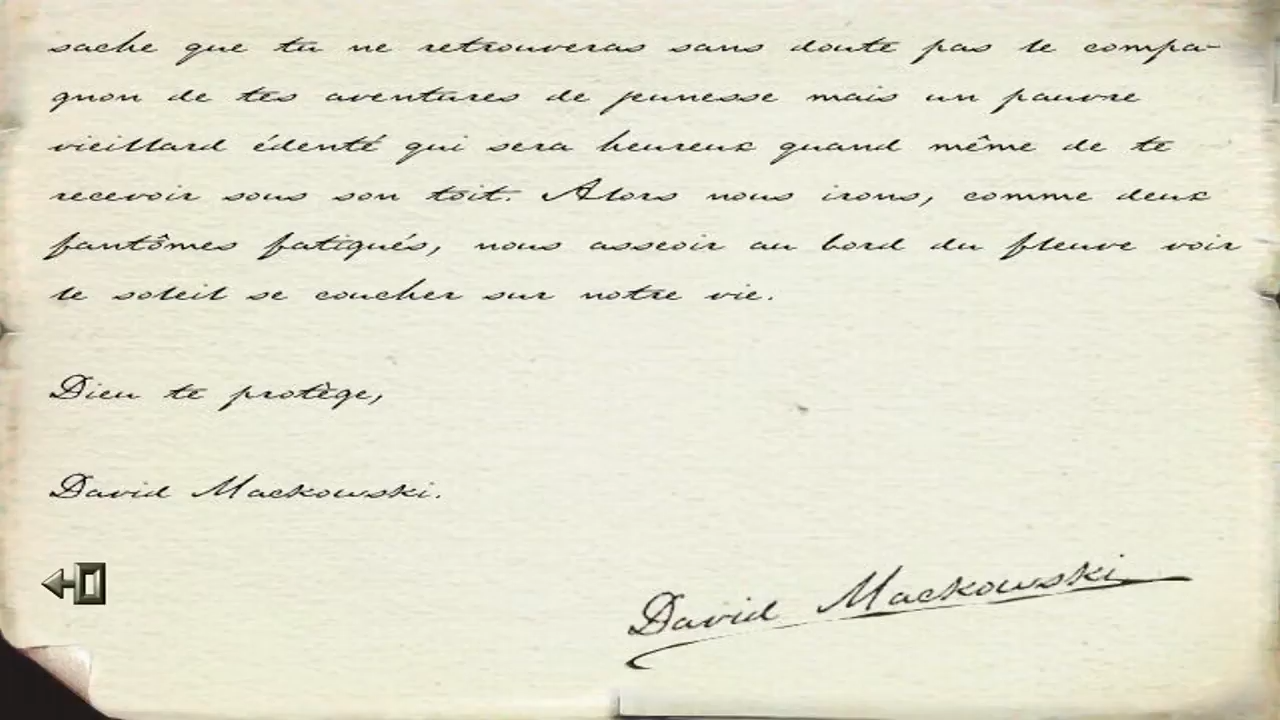 sache que tu ne retrouveras sans doute pas le compa-
gnon de tes aventures de jeunesse mais un pauvre
vieillard édenté qui sera heureux quand même de te
recevoir sous son toit. Alors nous irons, comme deux
fantômes fatiqués, nous asseoir au bord du fleuve voir
le soleil se coucher sur notre vie.
Dieu te protège,
David Mackowski.
David Mackowski